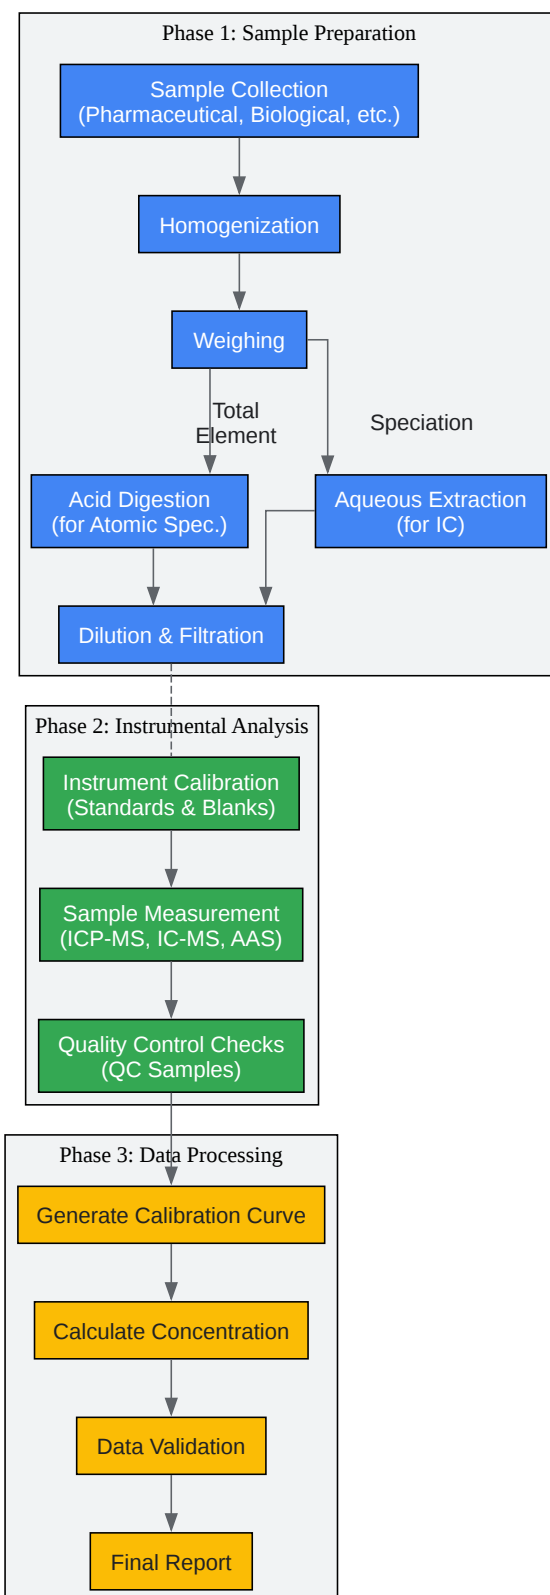 Phase 1: Sample Preparation
Sample Collection
(Pharmaceutical, Biological, etc.)
Homogenization
Weighing
Total
Element
Speciation
Acid Digestion
(for Atomic Spec.)
Aqueous Extraction
(for IC)
Dilution & Filtration
Phase 2: Instrumental Analysis
Instrument Calibration
(Standards & Blanks)
Sample Measurement
(ICP-MS, IC-MS, AAS)
Quality Control Checks
(QC Samples)
Phase 3: Data Processing
Generate Calibration Curve
Calculate Concentration
Data Validation
Final Report